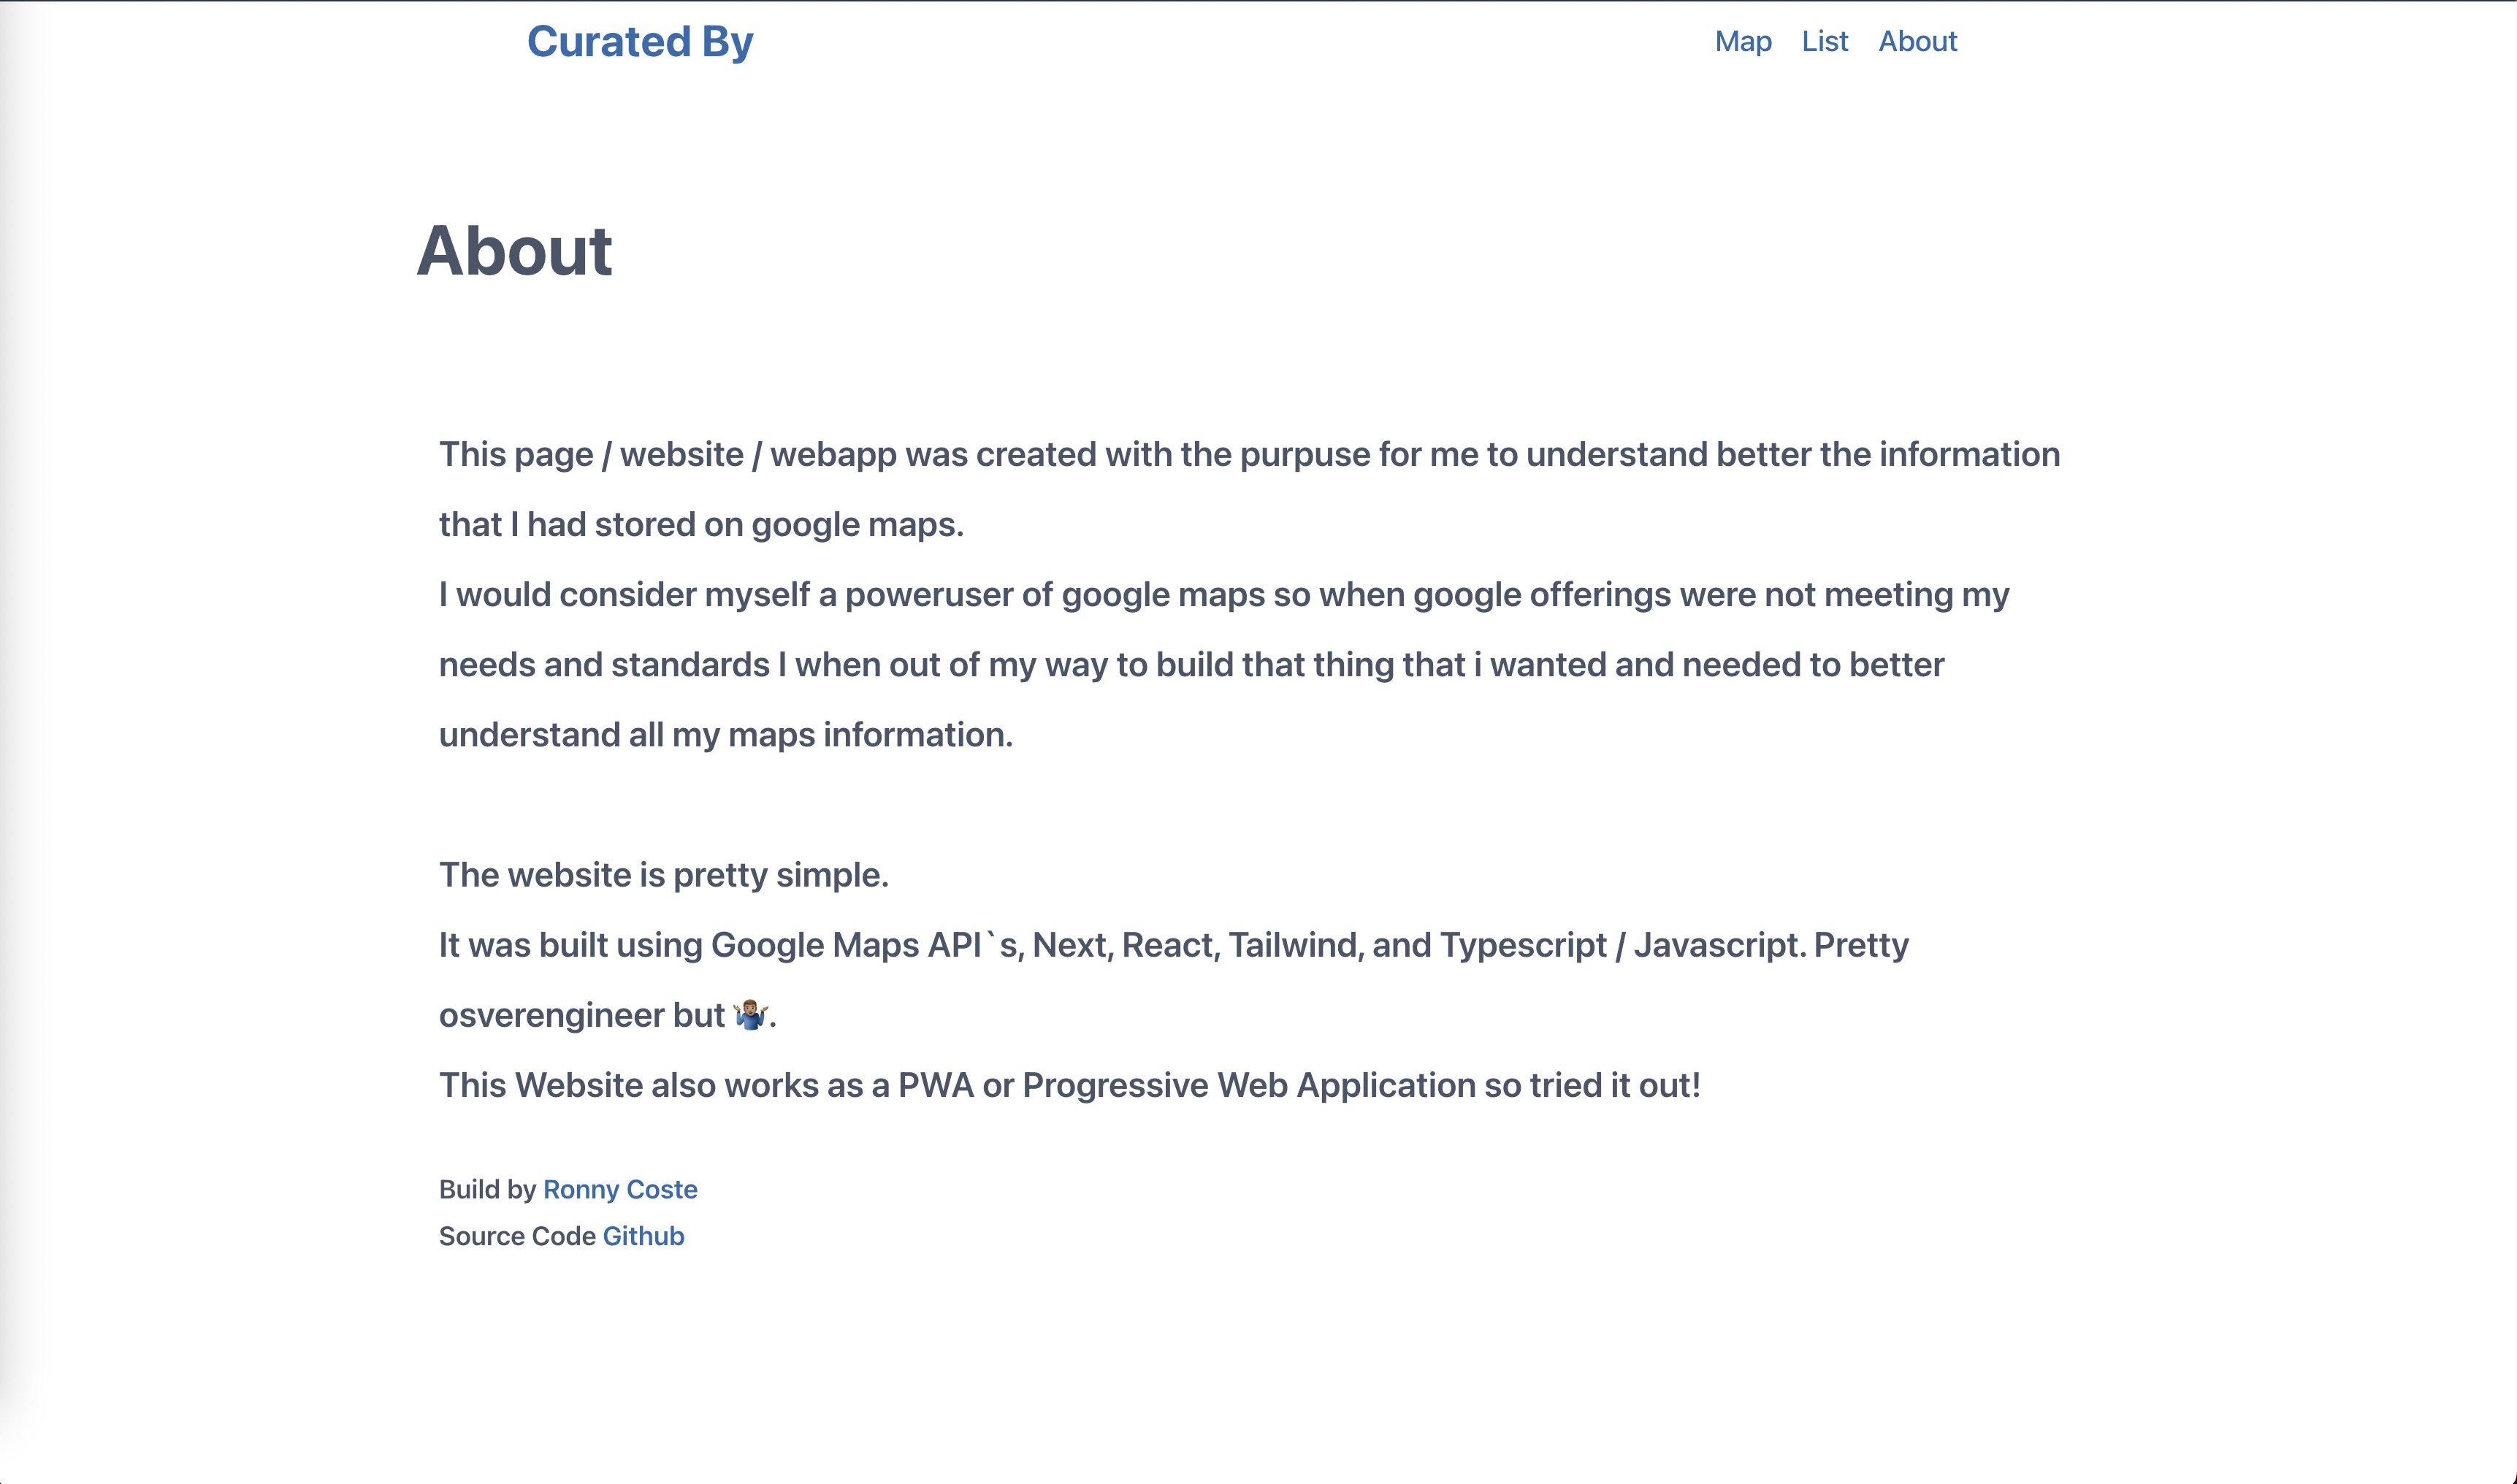 Curated By
Map List About
About
This page / website / webapp was created with the purpuse for me to understand better the information
that I had stored on google maps.
I would consider myself a poweruser of google maps so when google offerings were not meeting my
needs and standards I when out of my way to build that thing that i wanted and needed to better
understand all my maps information.
The website is pretty simple.
It was built using Google Maps API`s, Next, React, Tailwind, and Typescript / Javascript. Pretty
osverengineer but 🤷🏽‍♂️.
This Website also works as a PWA or Progressive Web Application so tried it out!
Build by Ronny Coste
Source Code Github